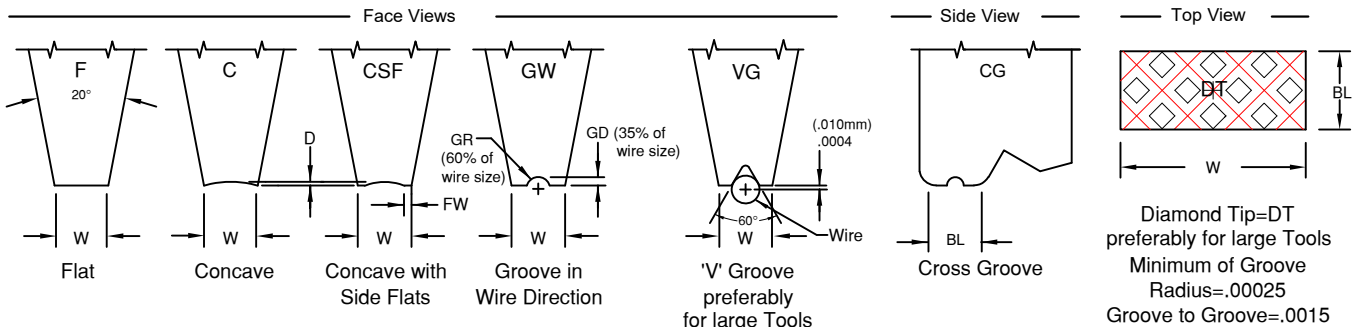 Face Views
Side View
Top View
F
20°
C
D
CSF
FW
GW
GR
(60% of
wire size)
GD (35% of
wire size)
VG
(.010mm)
.0004
60°
Wire
CG
BL
DT
BL
W
W
W
W
W
W
Flat
Concave
Concave with
Side Flats
Groove in
Wire Direction
'V' Groove
preferably
for large Tools
Cross Groove
Diamond Tip=DT
preferably for large Tools
Minimum of Groove
Radius=.00025
Groove to Groove=.0015